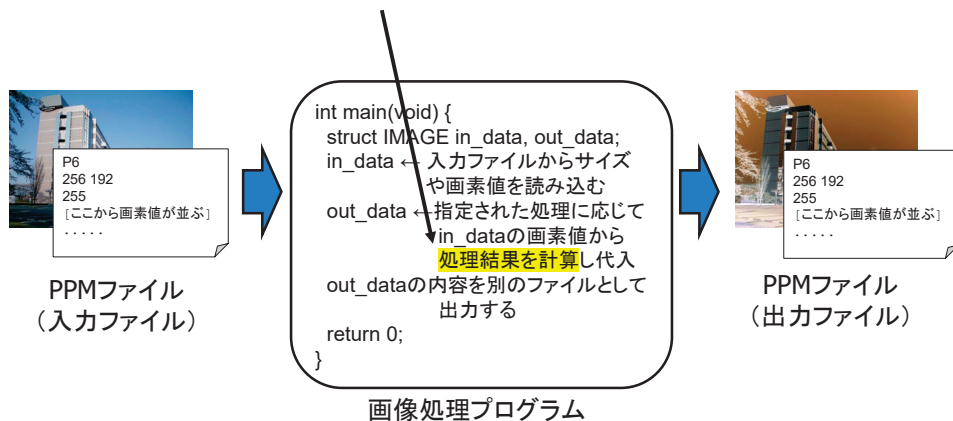 P6
256 192
255
[ここから画素値が並ぶ]
.....
PPMファイル
（入力ファイル）
int main(void) {
struct IMAGE in_data, out_data;
in_data ← 入力ファイルからサイズ
や画素値を読み込む
out_data ←指定された処理に応じて
in_dataの画素値から
処理結果を計算し代入
out_dataの内容を別のファイルとして
出力する
return 0;
}
画像処理プログラム
P6
256 192
255
[ここから画素値が並ぶ]
.....
PPMファイル
（出力ファイル）